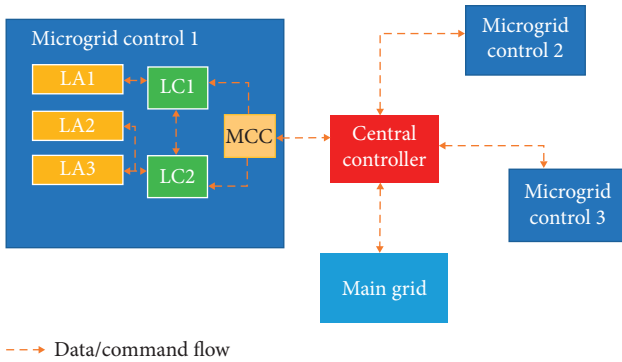 Microgrid control 1
LA1
LA2
LA3
LC1
LC2
MCC
Central
controller
Microgrid
control 2
Microgrid
control 3
Main grid
Data/command flow